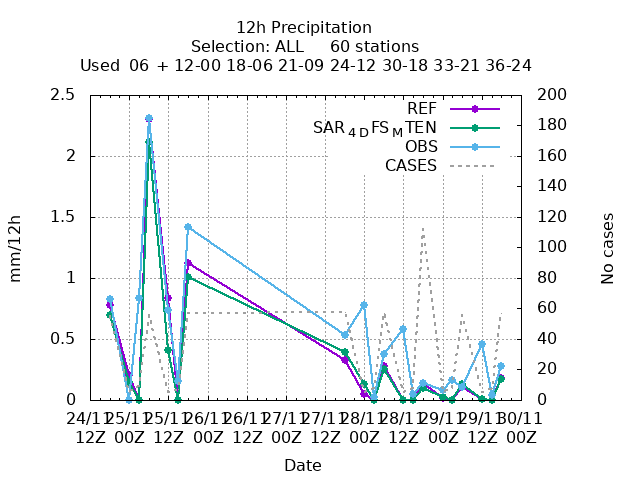 12h Precipitation
Selection: ALL 60 stations
Used 06 + 12-00 18-06 21-09 24-12 30-18 33-21 36-24
REF
SAR4DFSMTEN
OBS
CASES
mm/12h
2.5
2
1.5
1
0.5
0
200
180
160
140
120
100
80
60
40
20
0
No cases
24/11 25/11 25/11 26/11 26/11 27/11 27/11 28/11 28/11 29/11 29/11 30/11
12Z 00Z 12Z 00Z 12Z 00Z 12Z 00Z 12Z 00Z 12Z 00Z
Date